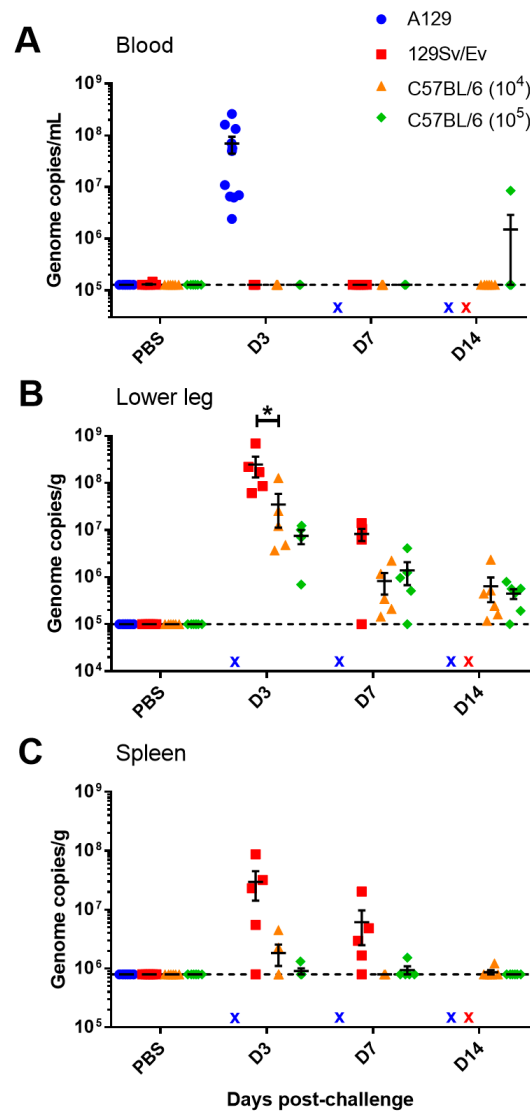 A
Blood
A129
129Sv/Ev
C57BL/6 (10⁴)
C57BL/6 (10⁵)
Genome copies/mL
10⁹
10⁸
10⁷
10⁶
10⁵
x
x
x
PBS
D3
D7
D14
B
Lower leg
*
Genome copies/g
10⁹
10⁸
10⁷
10⁶
10⁵
10⁴
x
x
x
x
PBS
D3
D7
D14
C
Spleen
Genome copies/g
10⁹
10⁸
10⁷
10⁶
10⁵
x
x
x
x
PBS
D3
D7
D14
Days post-challenge